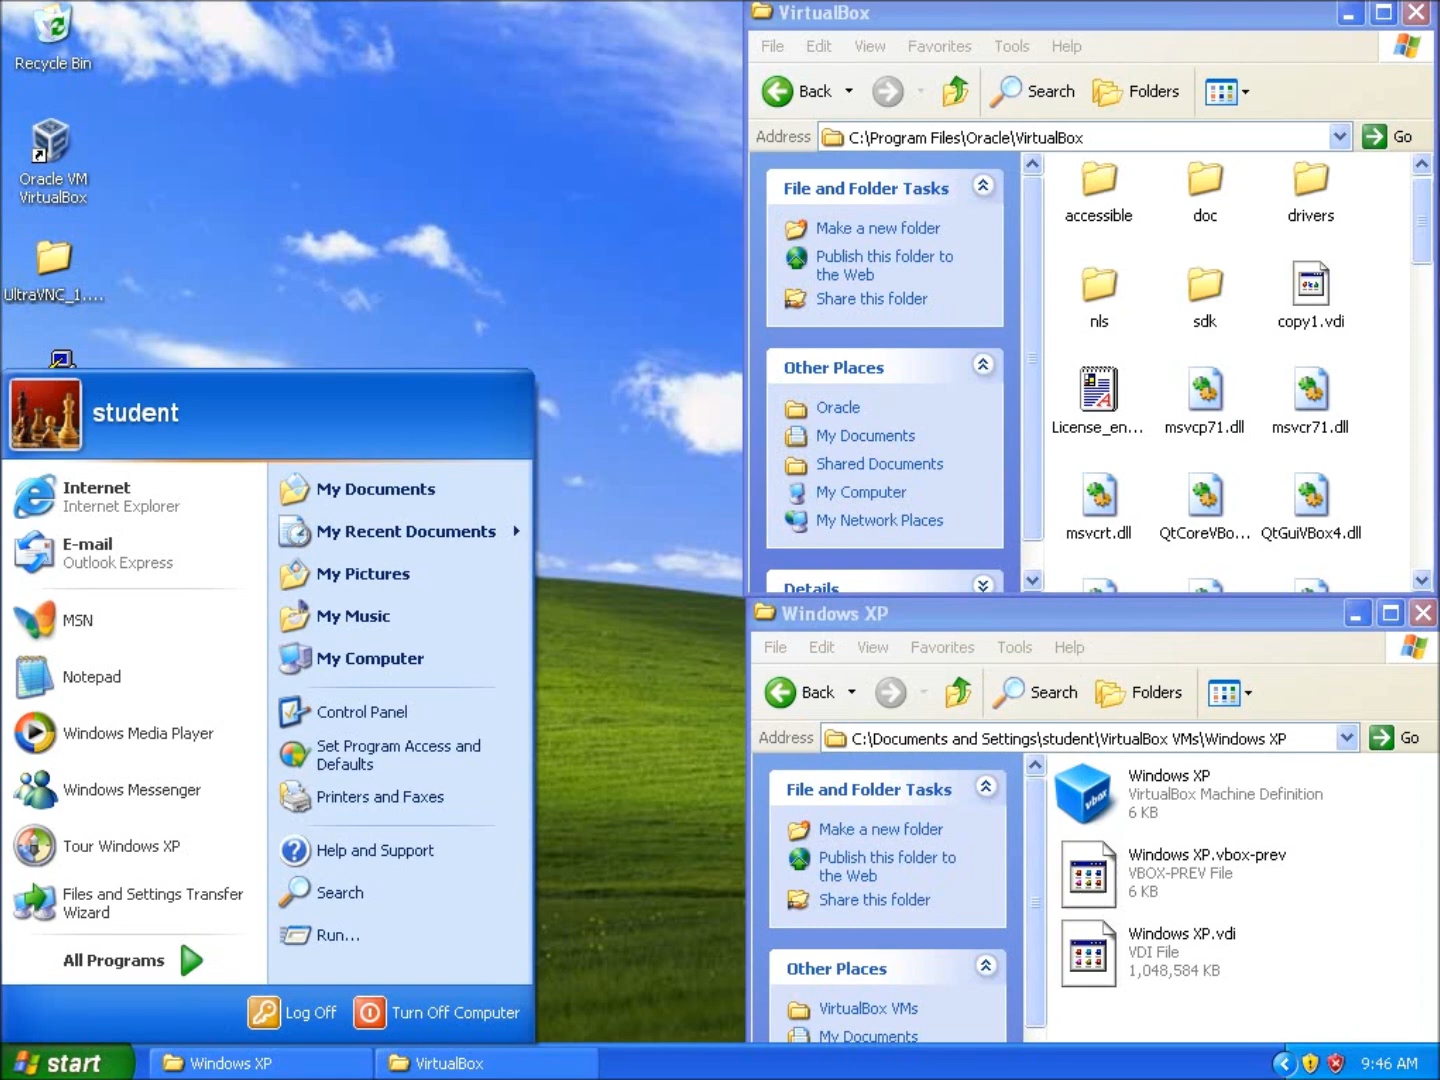 Recycle Bin
Oracle VM
VirtualBox
UltraVNC_1....
student
Internet
Internet Explorer
E-mail
Outlook Express
MSN
Notepad
Windows Media Player
Windows Messenger
Tour Windows XP
Files and Settings Transfer
Wizard
All Programs
My Documents
My Recent Documents
My Pictures
My Music
My Computer
Control Panel
Set Program Access and
Defaults
Printers and Faxes
Help and Support
Search
Run...
Log Off
Turn Off Computer
VirtualBox
File Edit View Favorites Tools Help
Back Search Folders
Address C:\Program Files\Oracle\VirtualBox Go
File and Folder Tasks
Make a new folder
Publish this folder to
the Web
Share this folder
Other Places
Oracle
My Documents
Shared Documents
My Computer
My Network Places
Details
accessible doc drivers
nls sdk copy1.vdi
License_en... msvcp71.dll msvcr71.dll
msvcrt.dll QtCoreVBo... QtGuiVBox4.dll
Windows XP
File Edit View Favorites Tools Help
Back Search Folders
Address C:\Documents and Settings\student\VirtualBox VMs\Windows XP Go
File and Folder Tasks
Make a new folder
Publish this folder to
the Web
Share this folder
Other Places
VirtualBox VMs
My Documents
vbox
Windows XP
VirtualBox Machine Definition
6 KB
Windows XP.vbox-prev
VBOX-PREV File
6 KB
Windows XP.vdi
VDI File
1,048,584 KB
start Windows XP VirtualBox 9:46 AM